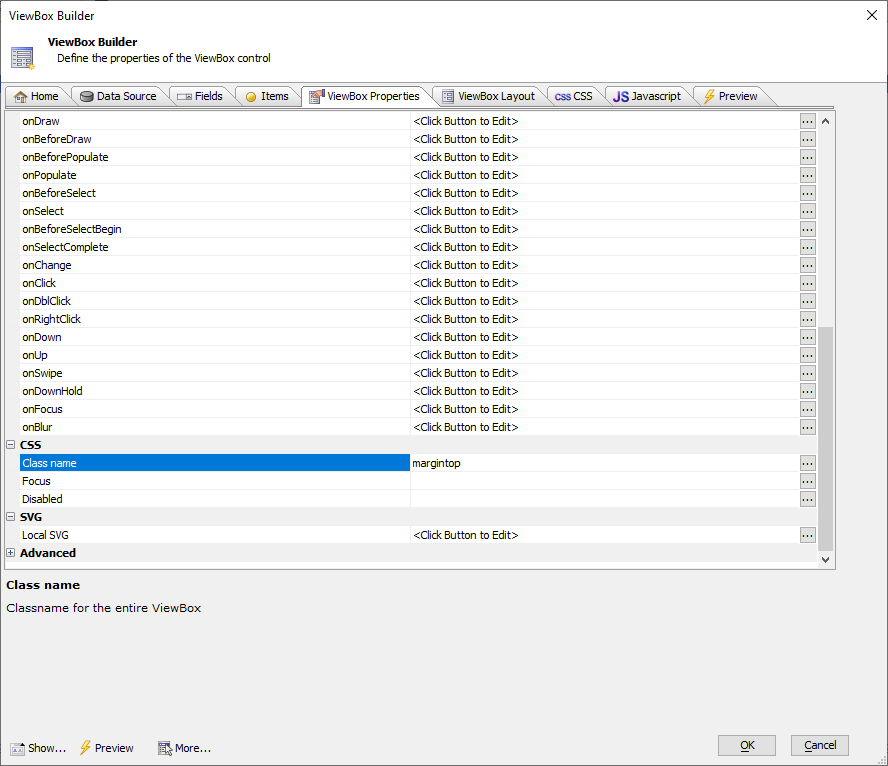 ViewBox Builder
ViewBox Builder
Define the properties of the ViewBox control
Home Data Source Fields Items ViewBox Properties ViewBox Layout css CSS JS Javascript Preview
onDraw <Click Button to Edit> ...
onBeforeDraw <Click Button to Edit> ...
onBeforePopulate <Click Button to Edit> ...
onPopulate <Click Button to Edit> ...
onBeforeSelect <Click Button to Edit> ...
onSelect <Click Button to Edit> ...
onBeforeSelectBegin <Click Button to Edit> ...
onSelectComplete <Click Button to Edit> ...
onChange <Click Button to Edit> ...
onClick <Click Button to Edit> ...
onDblClick <Click Button to Edit> ...
onRightClick <Click Button to Edit> ...
onDown <Click Button to Edit> ...
onUp <Click Button to Edit> ...
onSwipe <Click Button to Edit> ...
onDownHold <Click Button to Edit> ...
onFocus <Click Button to Edit> ...
onBlur <Click Button to Edit> ...
CSS
Class name margintop ...
Focus ...
Disabled ...
SVG
Local SVG <Click Button to Edit> ...
Advanced
Class name
Classname for the entire ViewBox
Show... Preview More... OK Cancel